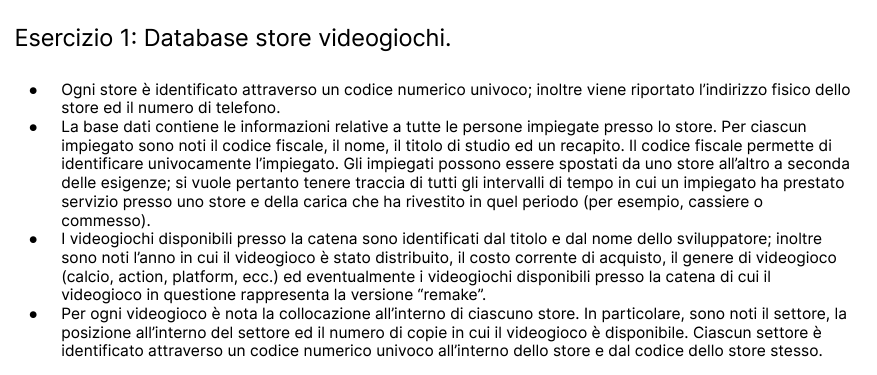 Esercizio 1: Database store videogiochi.
● Ogni store è identificato attraverso un codice numerico univoco; inoltre viene riportato l'indirizzo fisico dello
store ed il numero di telefono.
● La base dati contiene le informazioni relative a tutte le persone impiegate presso lo store. Per ciascun
impiegato sono noti il codice fiscale, il nome, il titolo di studio ed un recapito. Il codice fiscale permette di
identificare univocamente l'impiegato. Gli impiegati possono essere spostati da uno store all'altro a seconda
delle esigenze; si vuole pertanto tenere traccia di tutti gli intervalli di tempo in cui un impiegato ha prestato
servizio presso uno store e della carica che ha rivestito in quel periodo (per esempio, cassiere o
commesso).
● I videogiochi disponibili presso la catena sono identificati dal titolo e dal nome dello sviluppatore; inoltre
sono noti l'anno in cui il videogioco è stato distribuito, il costo corrente di acquisto, il genere di videogioco
(calcio, action, platform, ecc.) ed eventualmente i videogiochi disponibili presso la catena di cui il
videogioco in questione rappresenta la versione "remake".
● Per ogni videogioco è nota la collocazione all'interno di ciascuno store. In particolare, sono noti il settore, la
posizione all'interno del settore ed il numero di copie in cui il videogioco è disponibile. Ciascun settore è
identificato attraverso un codice numerico univoco all'interno dello store e dal codice dello store stesso.